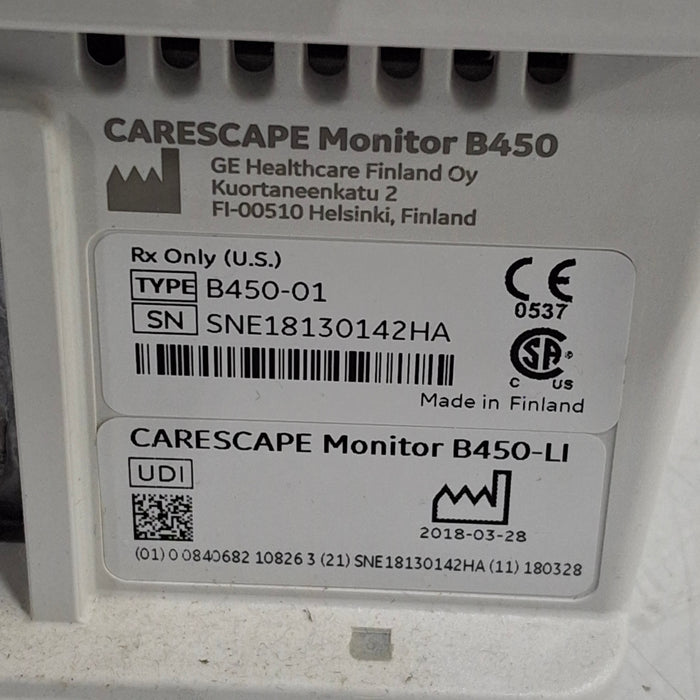 CARESCAPE Monitor B450
GE Healthcare Finland Oy
Kuortaneenkatu 2
FI-00510 Helsinki, Finland
Rx Only (U.S.)
TYPE B450-01
SN SNE18130142HA
CE
0537
SA
C US
Made in Finland
CARESCAPE Monitor B450-LI
UDI
2018-03-28
(01) 0 0840682 10826 3 (21) SNE18130142HA (11) 180328